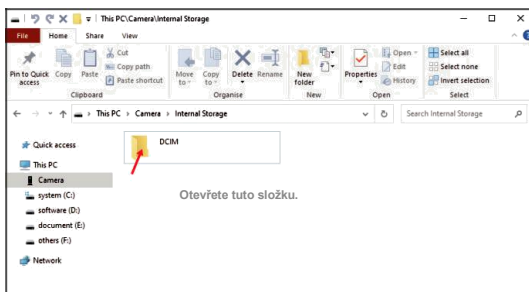 This PC\Camera\Internal Storage
File Home Share View
Pin to Quick access
Copy
Paste
Cut
Copy path
Paste shortcut
Clipboard
Move to
Copy to
Delete
Rename
Organise
New folder
New
Properties
Open
Edit
History
Open
Select all
Select none
Invert selection
Select
This PC > Camera > Internal Storage
Search Internal Storage
Quick access
This PC
Camera
system (C:)
software (D:)
document (E:)
others (F:)
Network
DCIM
Otevřete tuto složku.